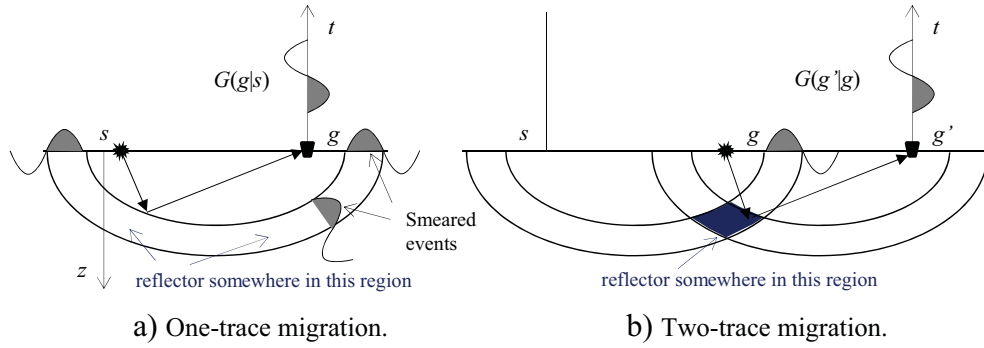 t
G(g|s)
s
g
Smeared
events
z
reflector somewhere in this region
a) One-trace migration.
t
G(g'|g)
s
g
g'
reflector somewhere in this region
b) Two-trace migration.